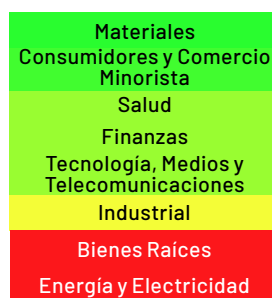 Materiales
Consumidores y Comercio
Minorista
Salud
Finanzas
Tecnología, Medios y
Telecomunicaciones
Industrial
Bienes Raíces
Energía y Electricidad